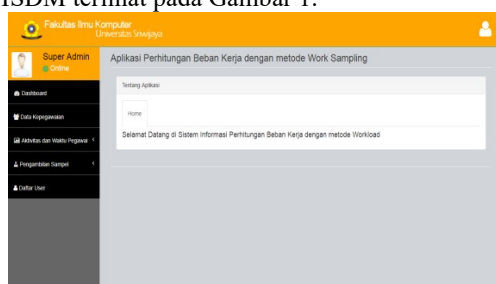 ISDM terlihat pada Gambar 1.
Fakultas Ilmu Komputer
Universitas Sriwijaya
Super Admin
Online
Aplikasi Perhitungan Beban Kerja dengan metode Work Sampling
Tentang Aplikasi
Home
Selamat Datang di Sistem Informasi Perhitungan Beban Kerja dengan metode Workload
Dashboard
Data Kepegawaian
Aktivitas dan Waktu Pegawai
Pengambilan Sampel
Daftar User